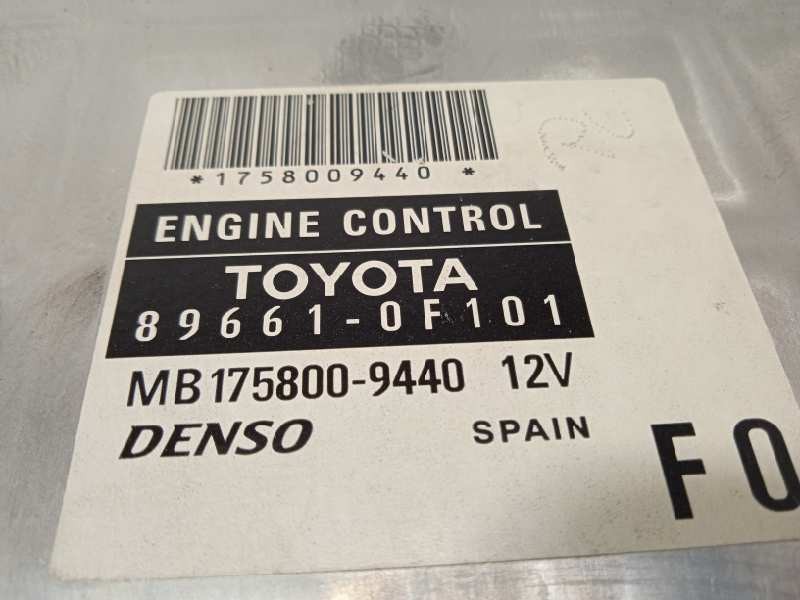 *1758009440*
ENGINE CONTROL
TOYOTA
89661-0F101
MB175800-9440 12V
DENSO SPAIN
F0